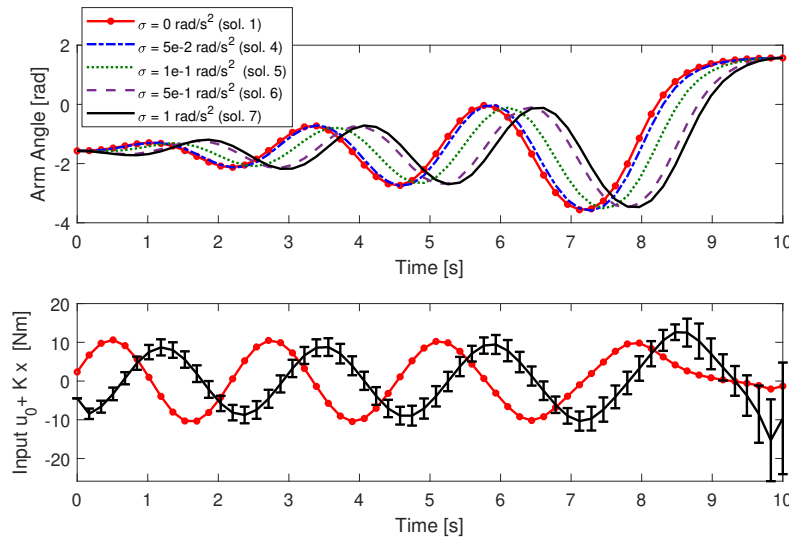 σ = 0 rad/s² (sol. 1)
σ = 5e-2 rad/s² (sol. 4)
σ = 1e-1 rad/s² (sol. 5)
σ = 5e-1 rad/s² (sol. 6)
σ = 1 rad/s² (sol. 7)
Arm Angle [rad]
2
0
-2
-4
0 1 2 3 4 5 6 7 8 9 10
Time [s]
Input u₀+ K x [Nm]
20
10
0
-10
-20
0 1 2 3 4 5 6 7 8 9 10
Time [s]